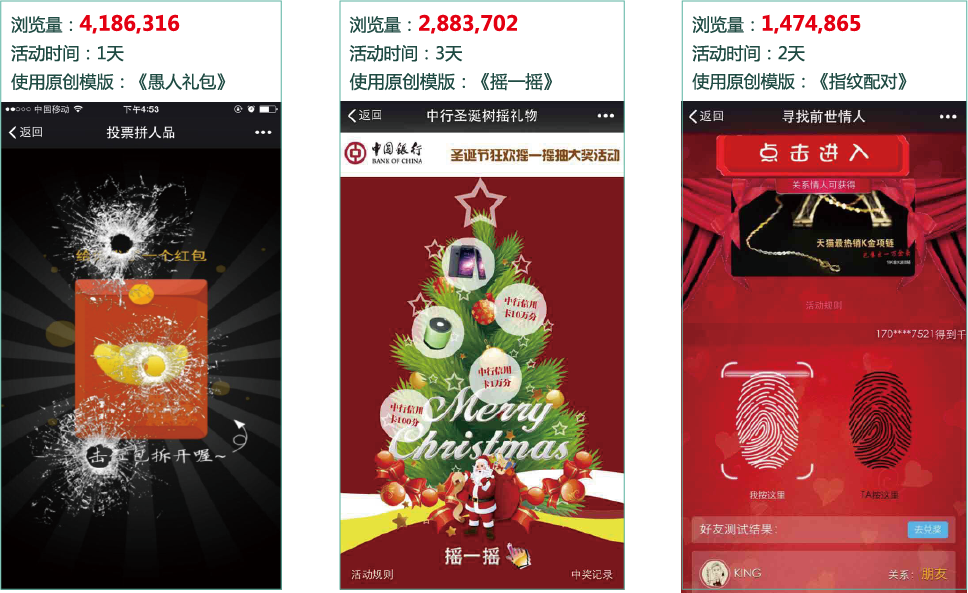 浏览量：4,186,316
活动时间：1天
使用原创模版：《愚人礼包》
中国移动
下午4:53
返回
投票拼人品
给
一个红包
击红包拆开喔~
浏览量：2,883,702
活动时间：3天
使用原创模版：《摇一摇》
返回
中行圣诞树摇礼物
中国银行
BANK OF CHINA
圣诞节狂欢摇一摇抽大奖活动
中行信用
卡10万分
中行信用
卡1万分
中行信用
卡100分
Merry
Christmas
摇一摇
活动规则
中奖记录
浏览量：1,474,865
活动时间：2天
使用原创模版：《指纹配对》
返回
寻找前世情人
点击进入
关系情人可获得
天猫最热销K金项链
活动规则
170****7521得到千
我按这里
TA按这里
好友测试结果：
去兑奖
KING
关系：朋友